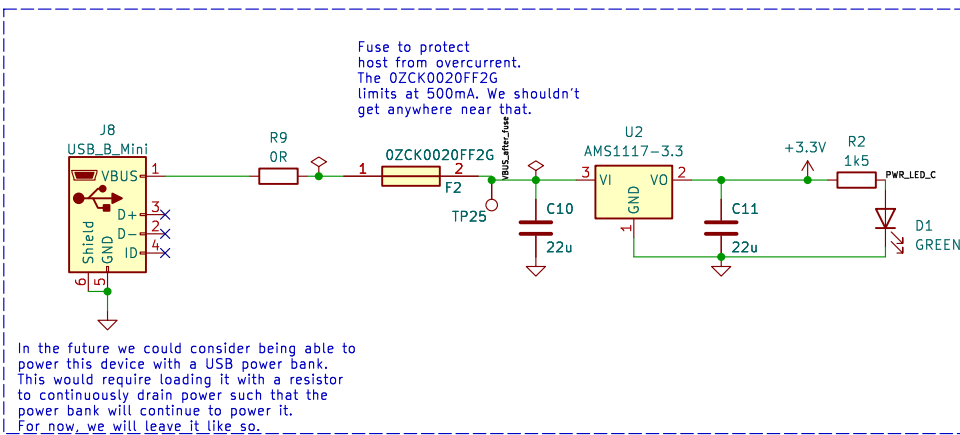 Fuse to protect
host from overcurrent.
The 0ZCK0020FF2G
limits at 500mA. We shouldn't
get anywhere near that.
J8
USB_B_Mini
VBUS
1
D+
3
D-
2
ID
4
Shield
GND
6
5
R9
0R
1
0ZCK0020FF2G
2
F2
VBUS_after_fuse
TP25
C10
22u
U2
AMS1117-3.3
3
VI
VO
2
GND
1
C11
22u
+3.3V
R2
1k5
PWR_LED_C
D1
GREEN
In the future we could consider being able to
power this device with a USB power bank.
This would require loading it with a resistor
to continuously drain power such that the
power bank will continue to power it.
For now, we will leave it like so.